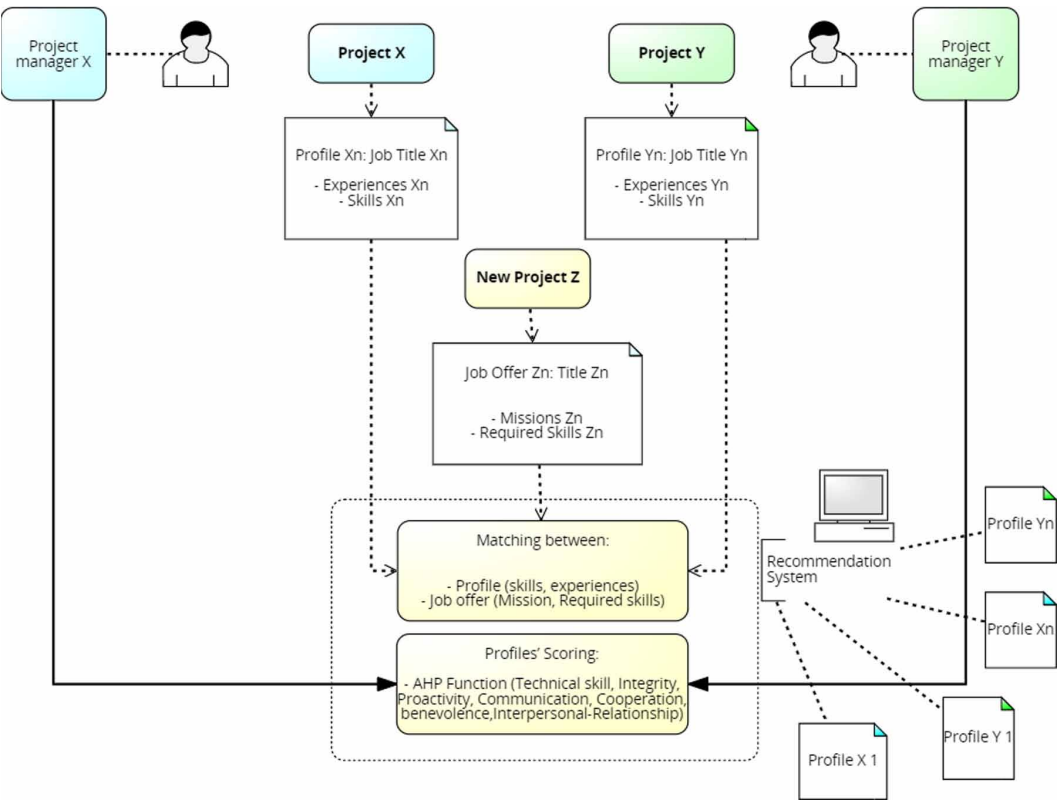 Project
manager X
Project X
Project Y
Project
manager Y
Profile Xn: Job Title Xn
- Experiences Xn
- Skills Xn
Profile Yn: Job Title Yn
- Experiences Yn
- Skills Yn
New Project Z
Job Offer Zn: Title Zn
- Missions Zn
- Required Skills Zn
Matching between:
- Profile (skills, experiences)
- Job offer (Mission, Required skills)
Profiles' Scoring:
- AHP Function (Technical skill, Integrity,
Proactivity, Communication, Cooperation,
benevolence,Interpersonal-Relationship)
Recommendation
System
Profile Yn
Profile Xn
Profile Y 1
Profile X 1